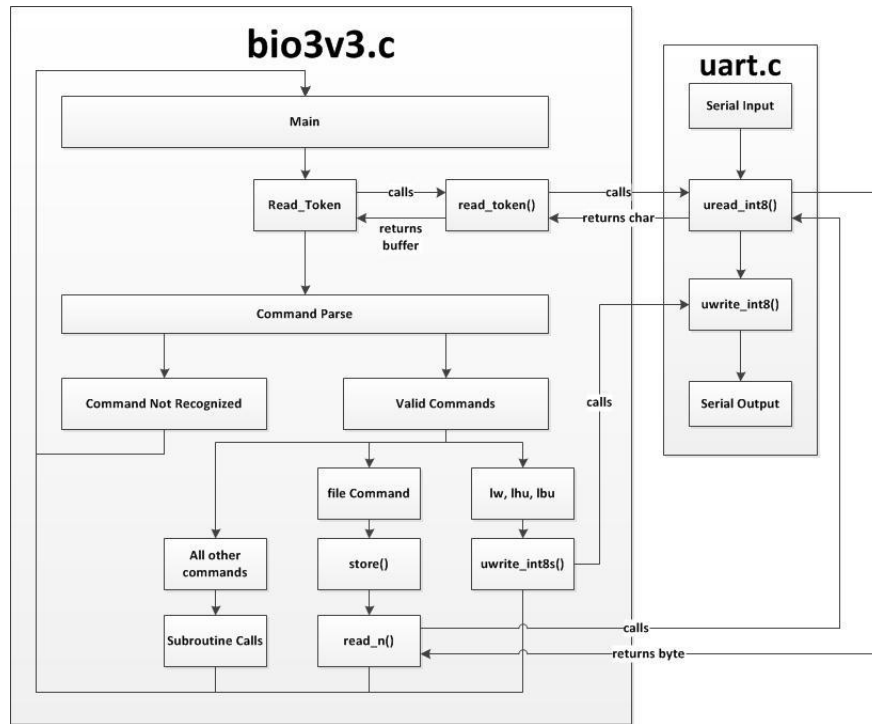 bio3v3.c
uart.c
Serial Input
Main
Read_Token
calls
read_token()
calls
uread_int8()
returns
buffer
returns char
uwrite_int8()
Command Parse
Command Not Recognized
Valid Commands
calls
Serial Output
file Command
lw, lhu, lbu
All other
commands
store()
uwrite_int8s()
Subroutine Calls
read_n()
calls
returns byte